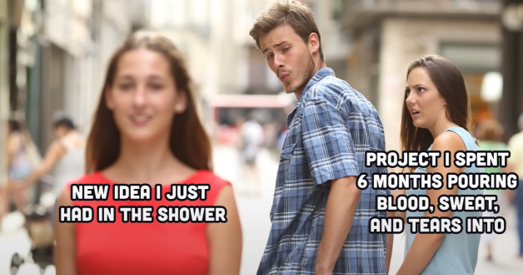 NEW IDEA I JUST
HAD IN THE SHOWER
PROJECT I SPENT
6 MONTHS POURING
BLOOD, SWEAT,
AND TEARS INTO